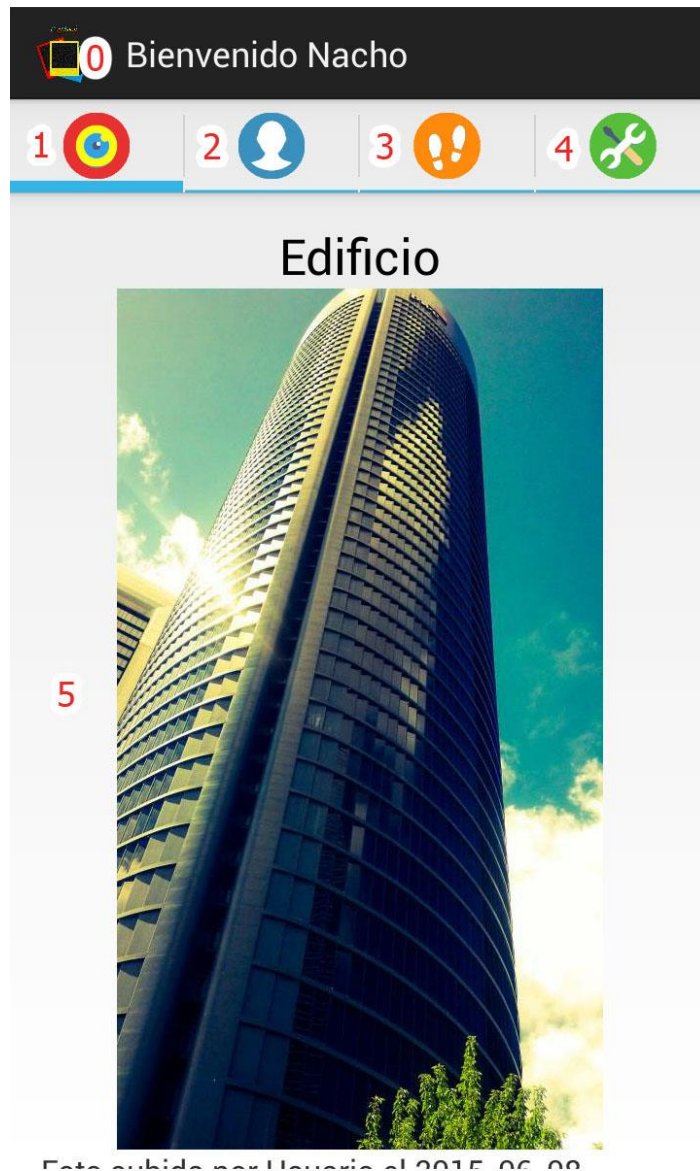 0 Bienvenido Nacho
1 2 3 4
Edificio
5
Foto subida por Usuario el 2015-06-08